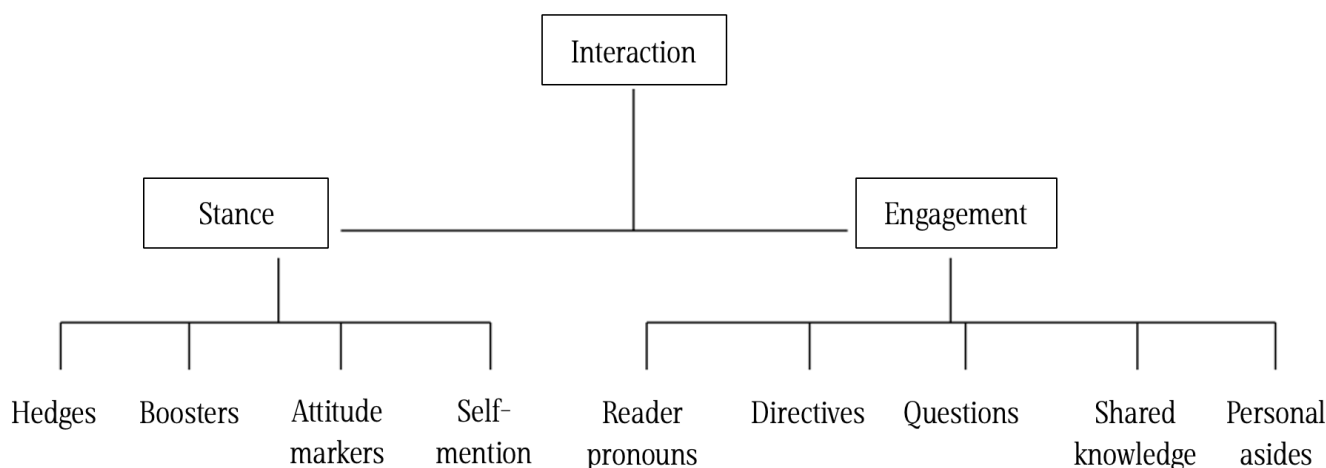 Interaction
Stance
Engagement
Hedges
Boosters
Attitude
markers
Self-
mention
Reader
pronouns
Directives
Questions
Shared
knowledge
Personal
asides